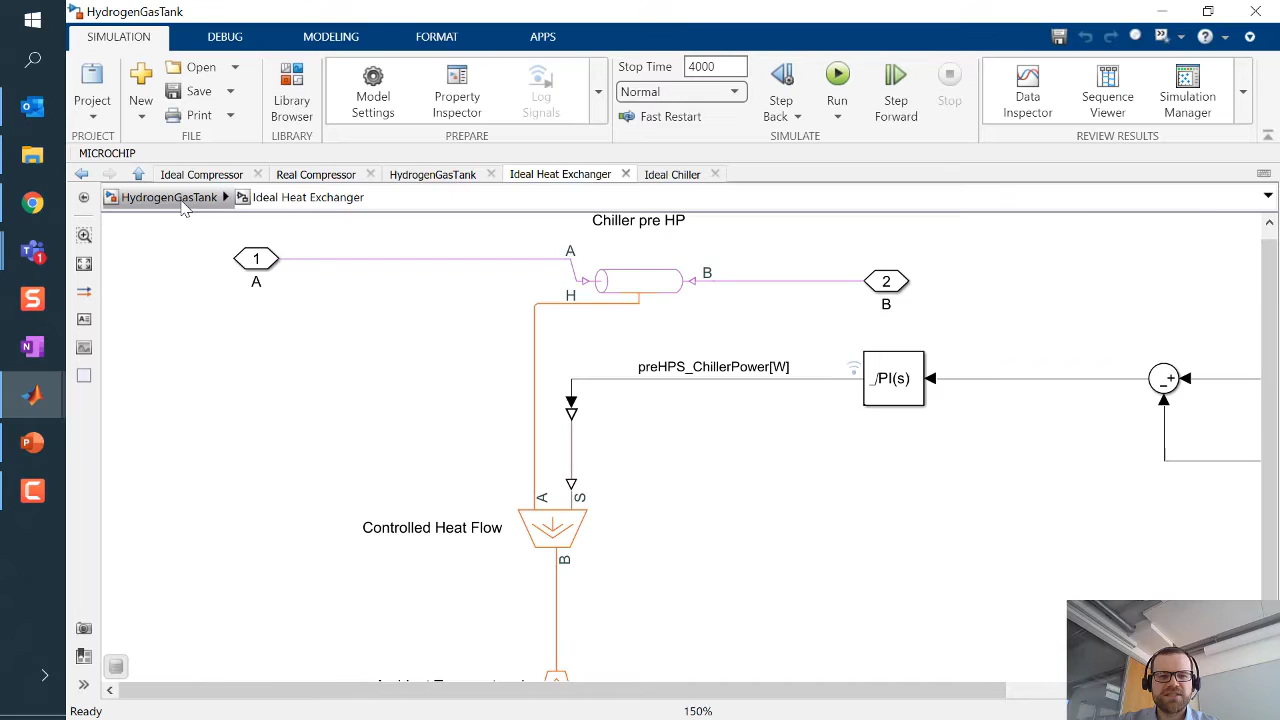 HydrogenGasTank
SIMULATION DEBUG MODELING FORMAT APPS
Project
New
Open
Save
Print
Library Browser
Model Settings
Property Inspector
Log Signals
Stop Time 4000
Normal
Fast Restart
Step Back
Run
Step Forward
Stop
Data Inspector
Sequence Viewer
Simulation Manager
PROJECT FILE LIBRARY PREPARE SIMULATE REVIEW RESULTS
MICROCHIP
Ideal Compressor Real Compressor HydrogenGasTank Ideal Heat Exchanger Ideal Chiller
HydrogenGasTank Ideal Heat Exchanger
Chiller pre HP
1
A
A
B
2
B
H
preHPS_ChillerPower[W]
PI(s)
_+
A S
Controlled Heat Flow
B
Ready 150%